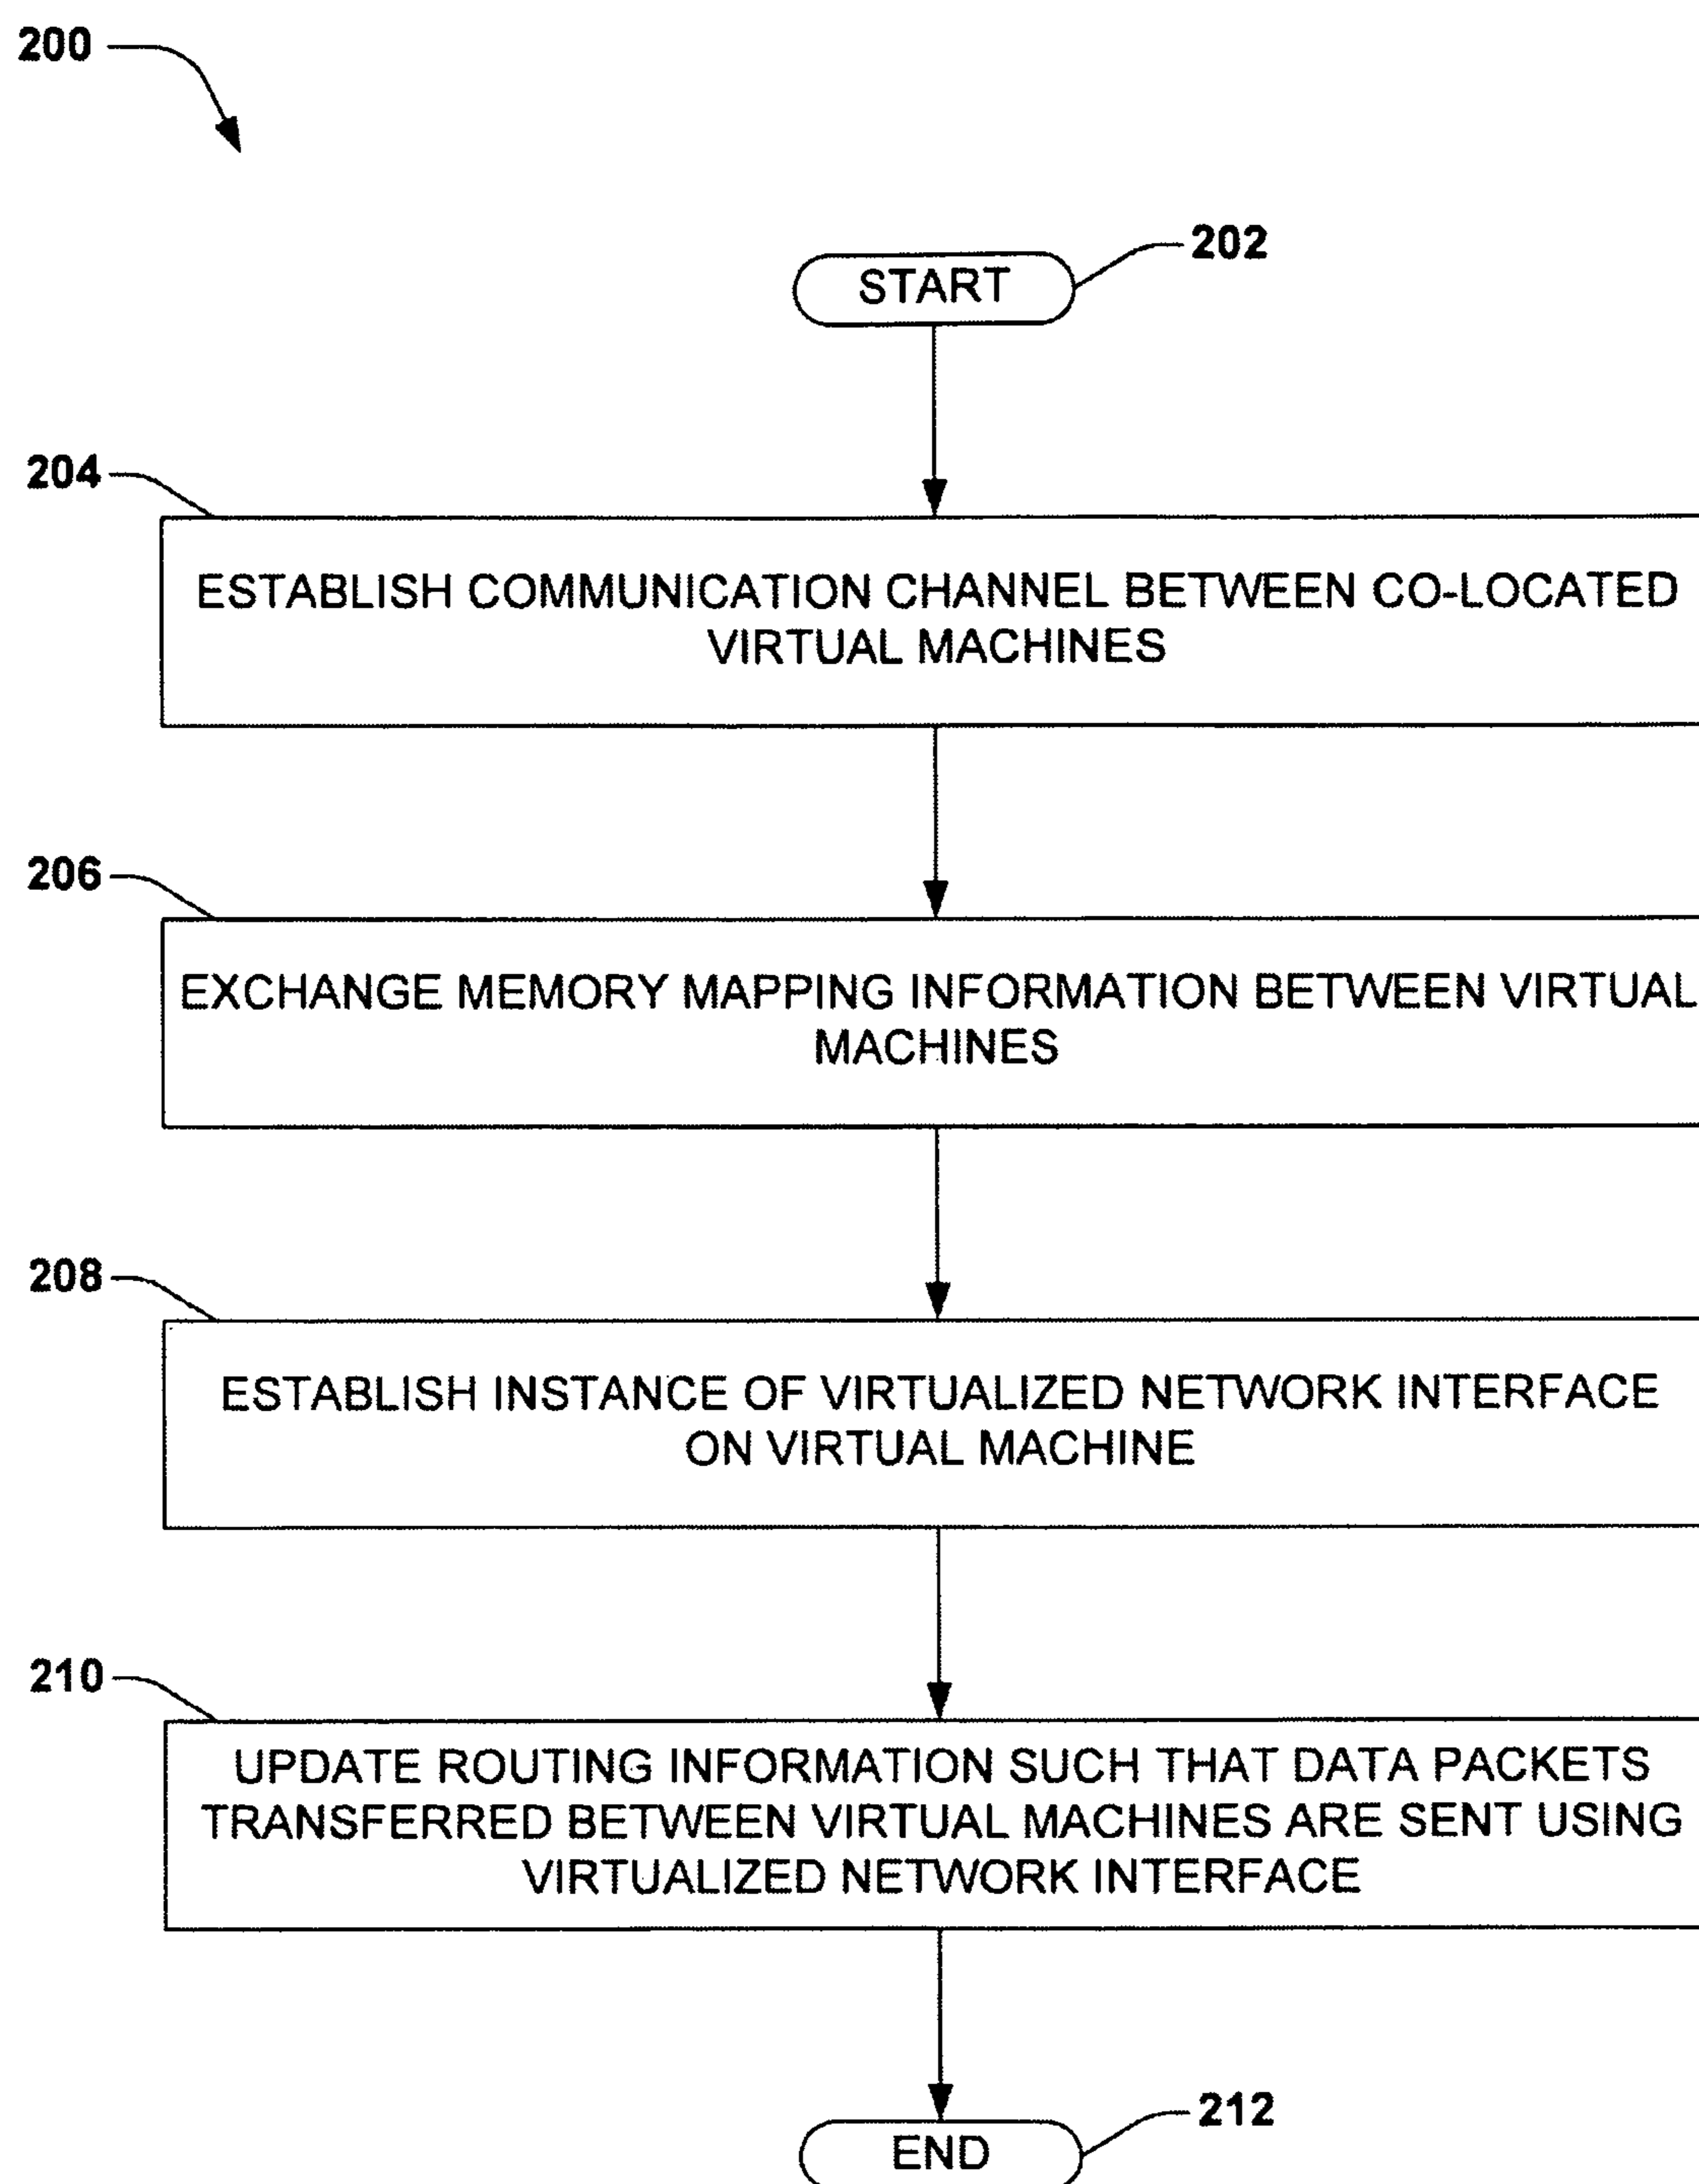 200
202
START
204
ESTABLISH COMMUNICATION CHANNEL BETWEEN CO-LOCATED
VIRTUAL MACHINES
206
EXCHANGE MEMORY MAPPING INFORMATION BETWEEN VIRTUAL
MACHINES
208
ESTABLISH INSTANCE OF VIRTUALIZED NETWORK INTERFACE
ON VIRTUAL MACHINE
210
UPDATE ROUTING INFORMATION SUCH THAT DATA PACKETS
TRANSFERRED BETWEEN VIRTUAL MACHINES ARE SENT USING
VIRTUALIZED NETWORK INTERFACE
212
END